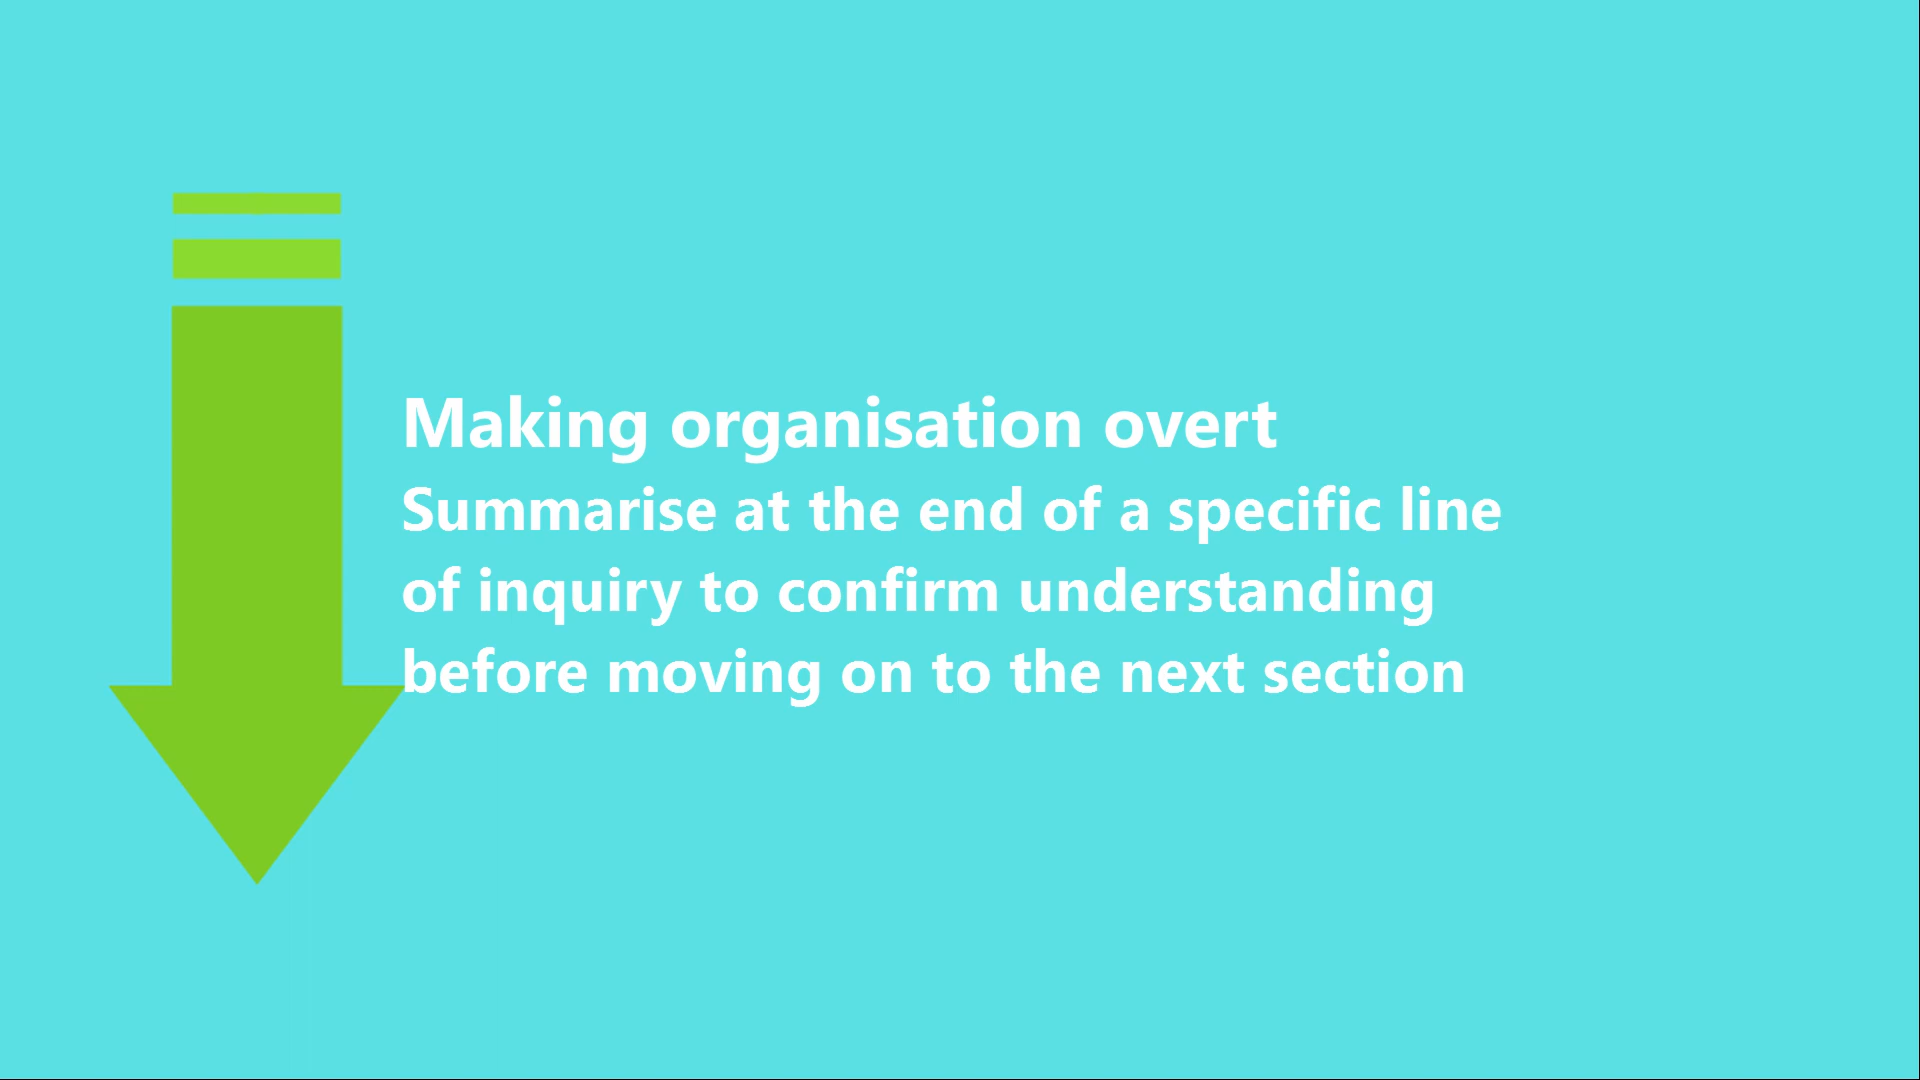 Making organisation overt
Summarise at the end of a specific line
of inquiry to confirm understanding
before moving on to the next section